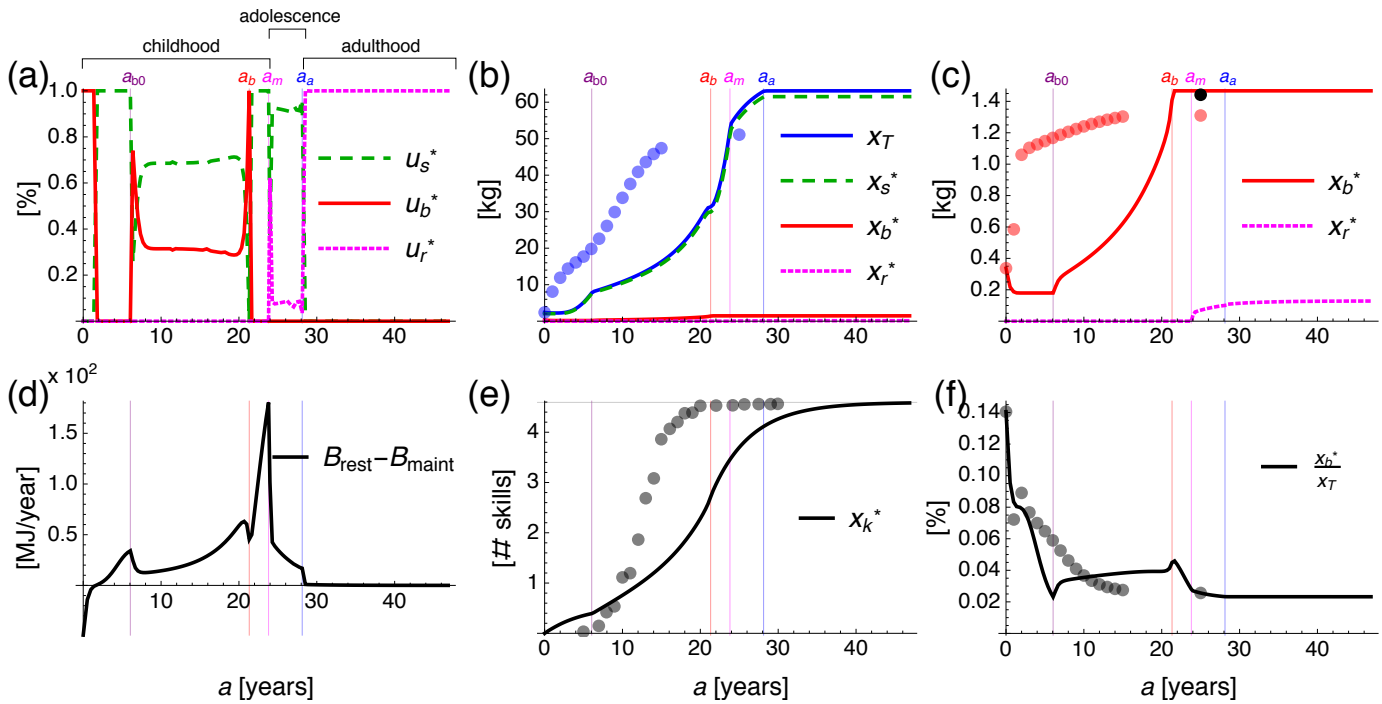 adolescence
childhood adulthood
(a) a_b0 a_b a_m a_a
1.0
0.8
0.6
0.4
0.2
[%]
u_s*
u_b*
u_r*
0 20 40
(b) a_b0 a_b a_m a_a
60
50
40
30
20
10
0
[kg]
x_T
x_s*
x_b*
x_r*
0 10 20 30 40
(c) a_b0 a_b a_m a_a
1.4
1.2
1.0
0.8
0.6
0.4
0.2
[kg]
x_b*
x_r*
0 10 20 30 40
(d) x 10²
1.5
1.0
0.5
[MJ/year]
B_rest−B_maint
0 20 40
a [years]
(e)
4
3
2
1
[# skills]
x_k*
0 10 20 30 40
a [years]
(f)
0.14
0.12
0.10
0.08
0.06
0.04
0.02
[%]
x_b*
x_T
0 10 20 30 40
a [years]